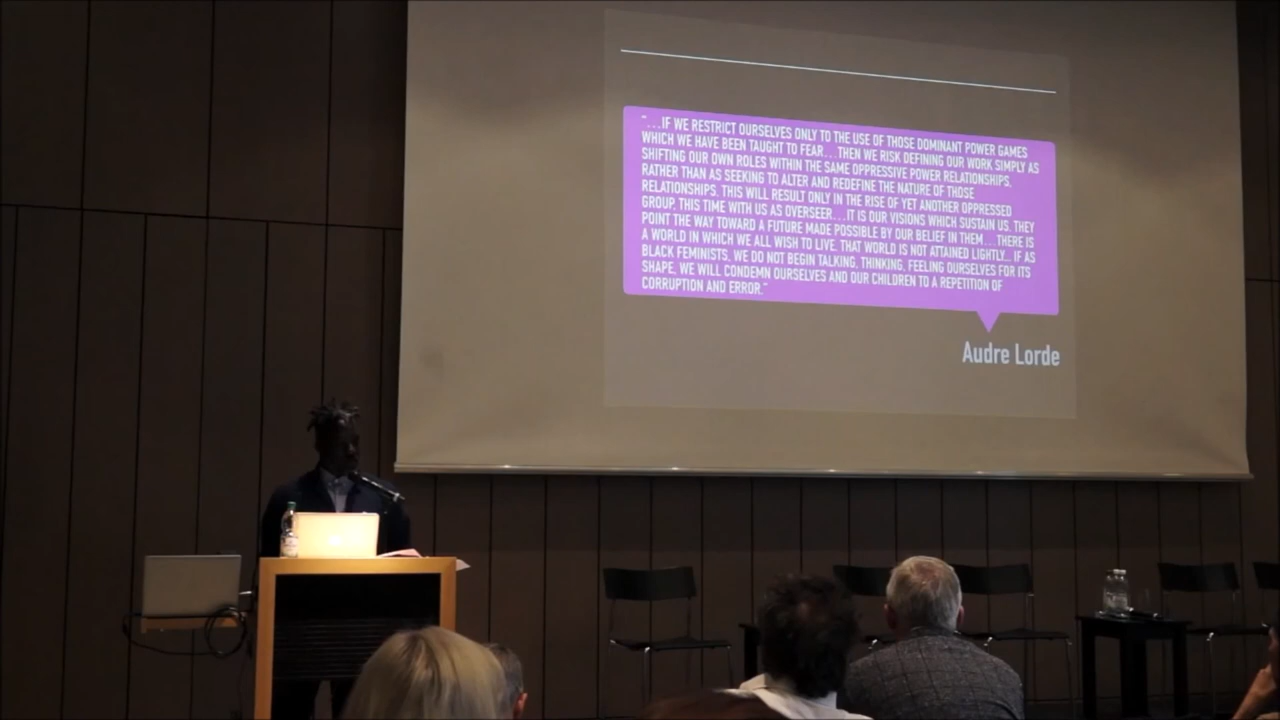 "...IF WE RESTRICT OURSELVES ONLY TO THE USE OF THOSE DOMINANT POWER GAMES
WHICH WE HAVE BEEN TAUGHT TO FEAR...THEN WE RISK DEFINING OUR WORK SIMPLY AS
SHIFTING OUR OWN ROLES WITHIN THE SAME OPPRESSIVE POWER RELATIONSHIPS,
RATHER THAN AS SEEKING TO ALTER AND REDEFINE THE NATURE OF THOSE
RELATIONSHIPS. THIS WILL RESULT ONLY IN THE RISE OF YET ANOTHER OPPRESSED
GROUP, THIS TIME WITH US AS OVERSEER...IT IS OUR VISIONS WHICH SUSTAIN US. THEY
POINT THE WAY TOWARD A FUTURE MADE POSSIBLE BY OUR BELIEF IN THEM...THERE IS
A WORLD IN WHICH WE ALL WISH TO LIVE. THAT WORLD IS NOT ATTAINED LIGHTLY... IF AS
BLACK FEMINISTS, WE DO NOT BEGIN TALKING, THINKING, FEELING OURSELVES FOR ITS
SHAPE, WE WILL CONDEMN OURSELVES AND OUR CHILDREN TO A REPETITION OF
CORRUPTION AND ERROR."
Audre Lorde